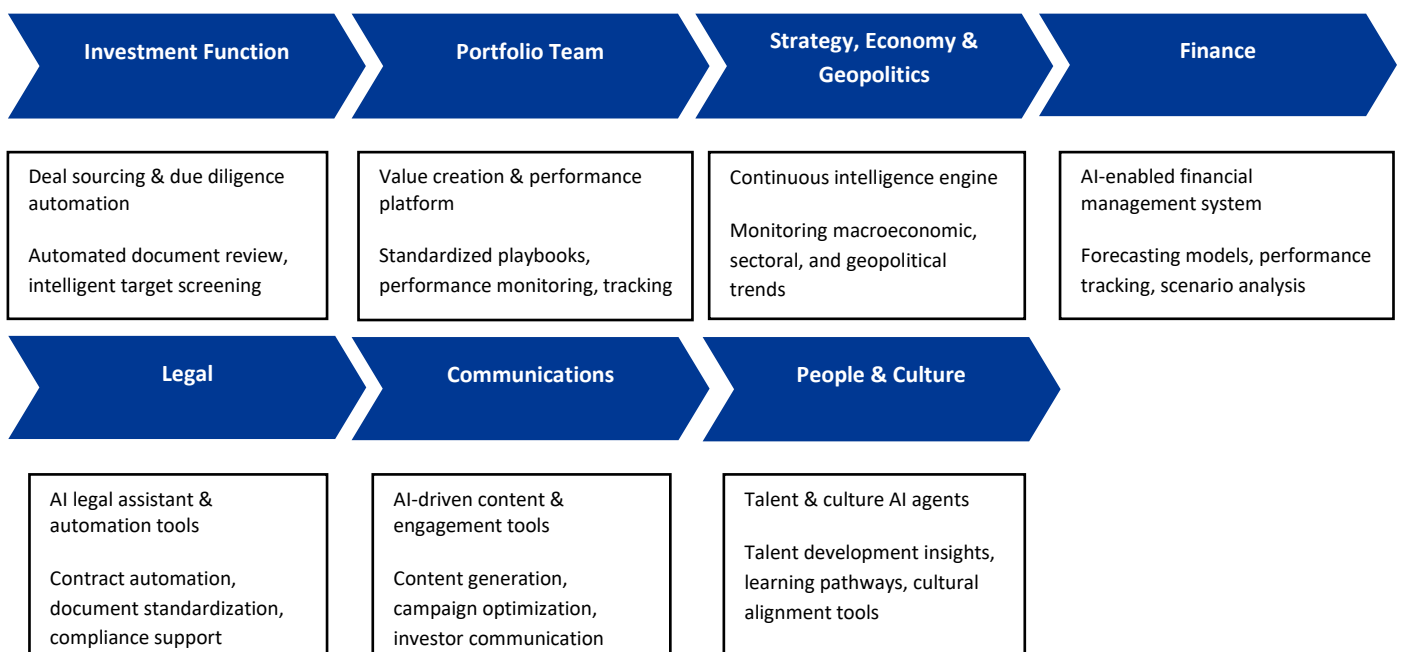 Investment Function
Portfolio Team
Strategy, Economy &
Geopolitics
Finance
Deal sourcing & due diligence
automation
Automated document review,
intelligent target screening
Value creation & performance
platform
Standardized playbooks,
performance monitoring, tracking
Continuous intelligence engine
Monitoring macroeconomic,
sectoral, and geopolitical
trends
AI-enabled financial
management system
Forecasting models, performance
tracking, scenario analysis
Legal
Communications
People & Culture
AI legal assistant &
automation tools
Contract automation,
document standardization,
compliance support
AI-driven content &
engagement tools
Content generation,
campaign optimization,
investor communication
Talent & culture AI agents
Talent development insights,
learning pathways, cultural
alignment tools